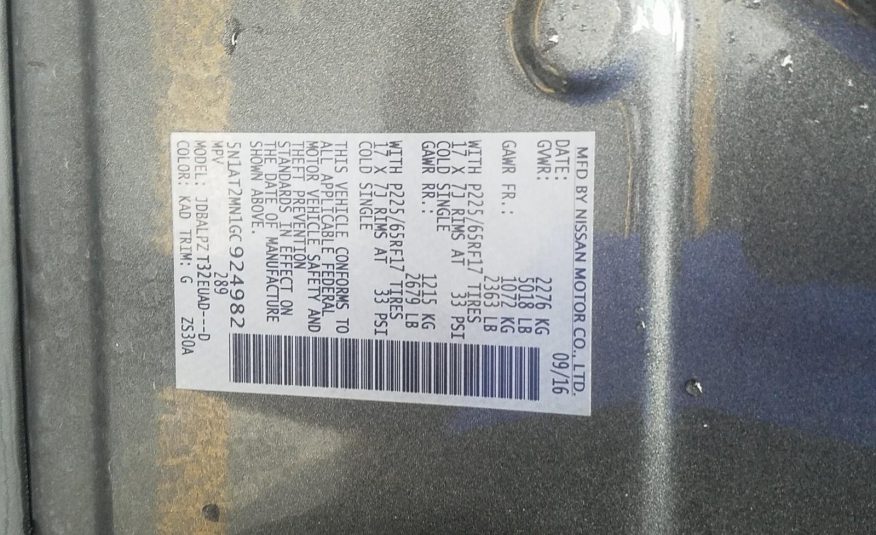 MFD BY NISSAN MOTOR CO., LTD.
DATE: 09/16
GVWR: 2276 KG
5018 LB
GAWR FR.: 1072 KG
2363 LB
WITH P225/65RF17 TIRES
17 X 7J RIMS AT 33 PSI
COLD SINGLE
GAWR RR.: 1215 KG
2679 LB
WITH P225/65RF17 TIRES
17 X 7J RIMS AT 33 PSI
COLD SINGLE
THIS VEHICLE CONFORMS TO
ALL APPLICABLE FEDERAL
MOTOR VEHICLE SAFETY AND
THEFT PREVENTION
STANDARDS IN EFFECT ON
THE DATE OF MANUFACTURE
SHOWN ABOVE.
5N1AT2MN1GC924982
MPV 289
MODEL: JDBALPZ T32EUAD---D
COLOR: KAD TRIM: G ZS30A